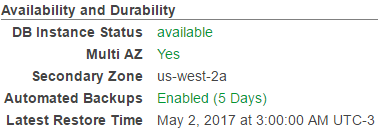 Availability and Durability
DB Instance Status available
Multi AZ Yes
Secondary Zone us-west-2a
Automated Backups Enabled (5 Days)
Latest Restore Time May 2, 2017 at 3:00:00 AM UTC-3